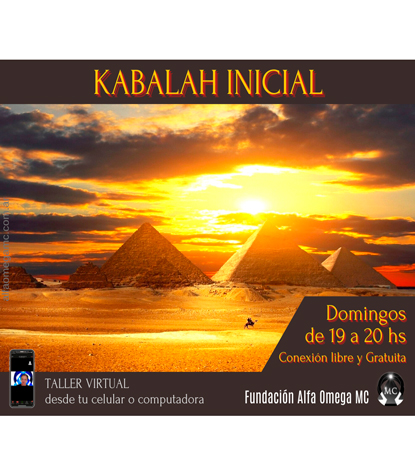 KABALAH INICIAL
Domingos
de 19 a 20 hs
Conexión libre y Gratuita
TALLER VIRTUAL
desde tu celular o computadora
Fundación Alfa Omega MC
MC